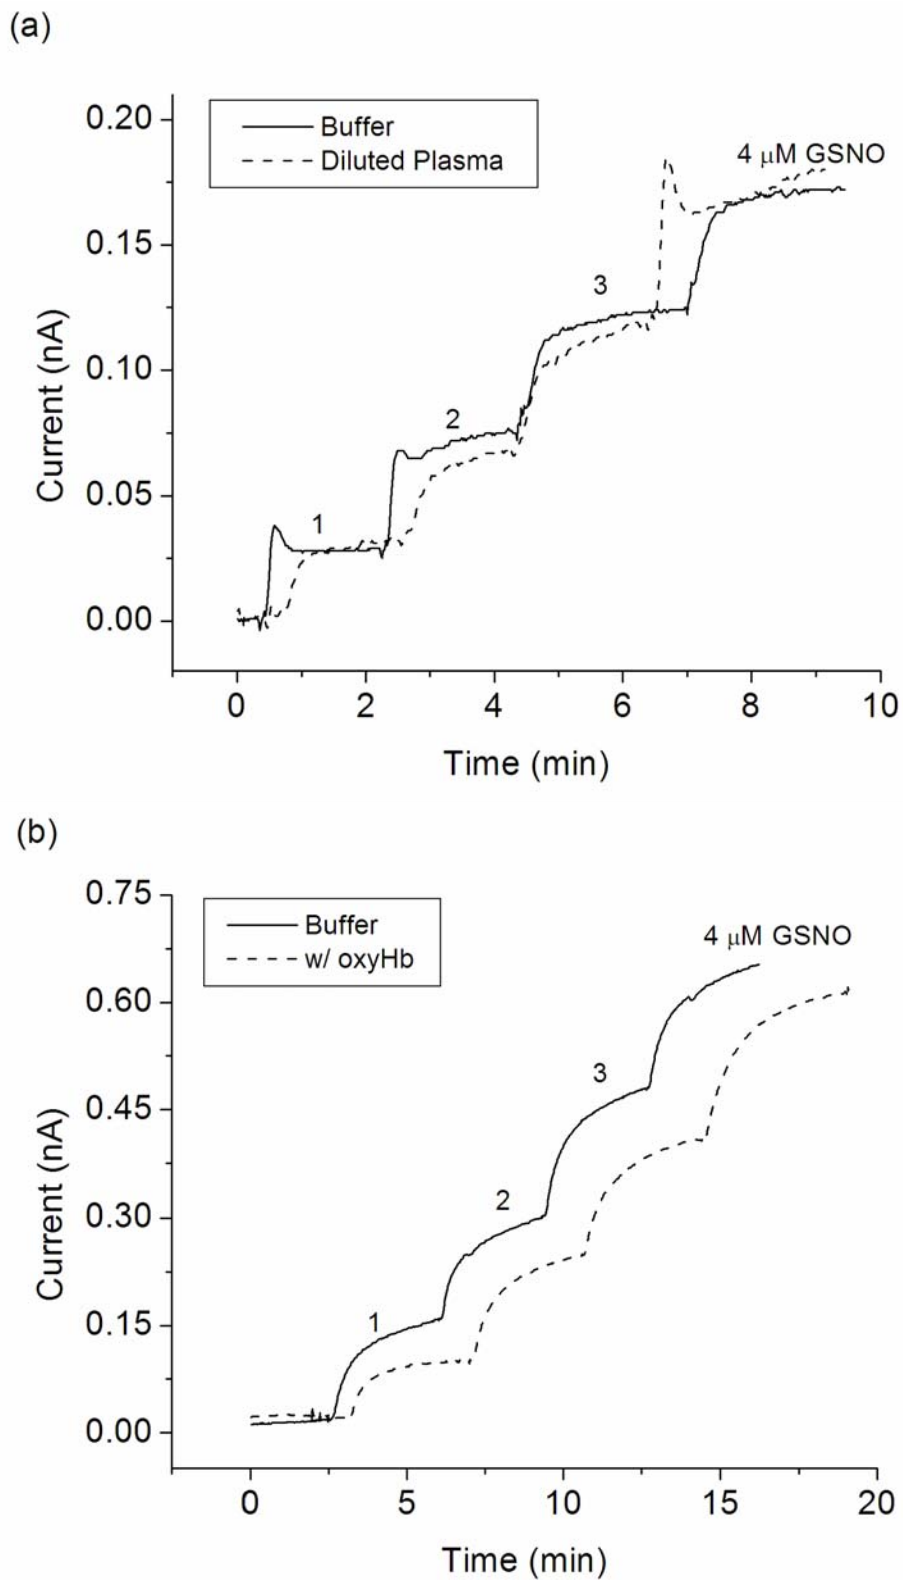 (a)
Buffer
Diluted Plasma
4 μM GSNO
0.20
0.15
0.10
0.05
0.00
Current (nA)
1
2
3
0 2 4 6 8 10
Time (min)
(b)
Buffer
w/ oxyHb
4 μM GSNO
0.75
0.60
0.45
0.30
0.15
0.00
Current (nA)
1
2
3
0 5 10 15 20
Time (min)